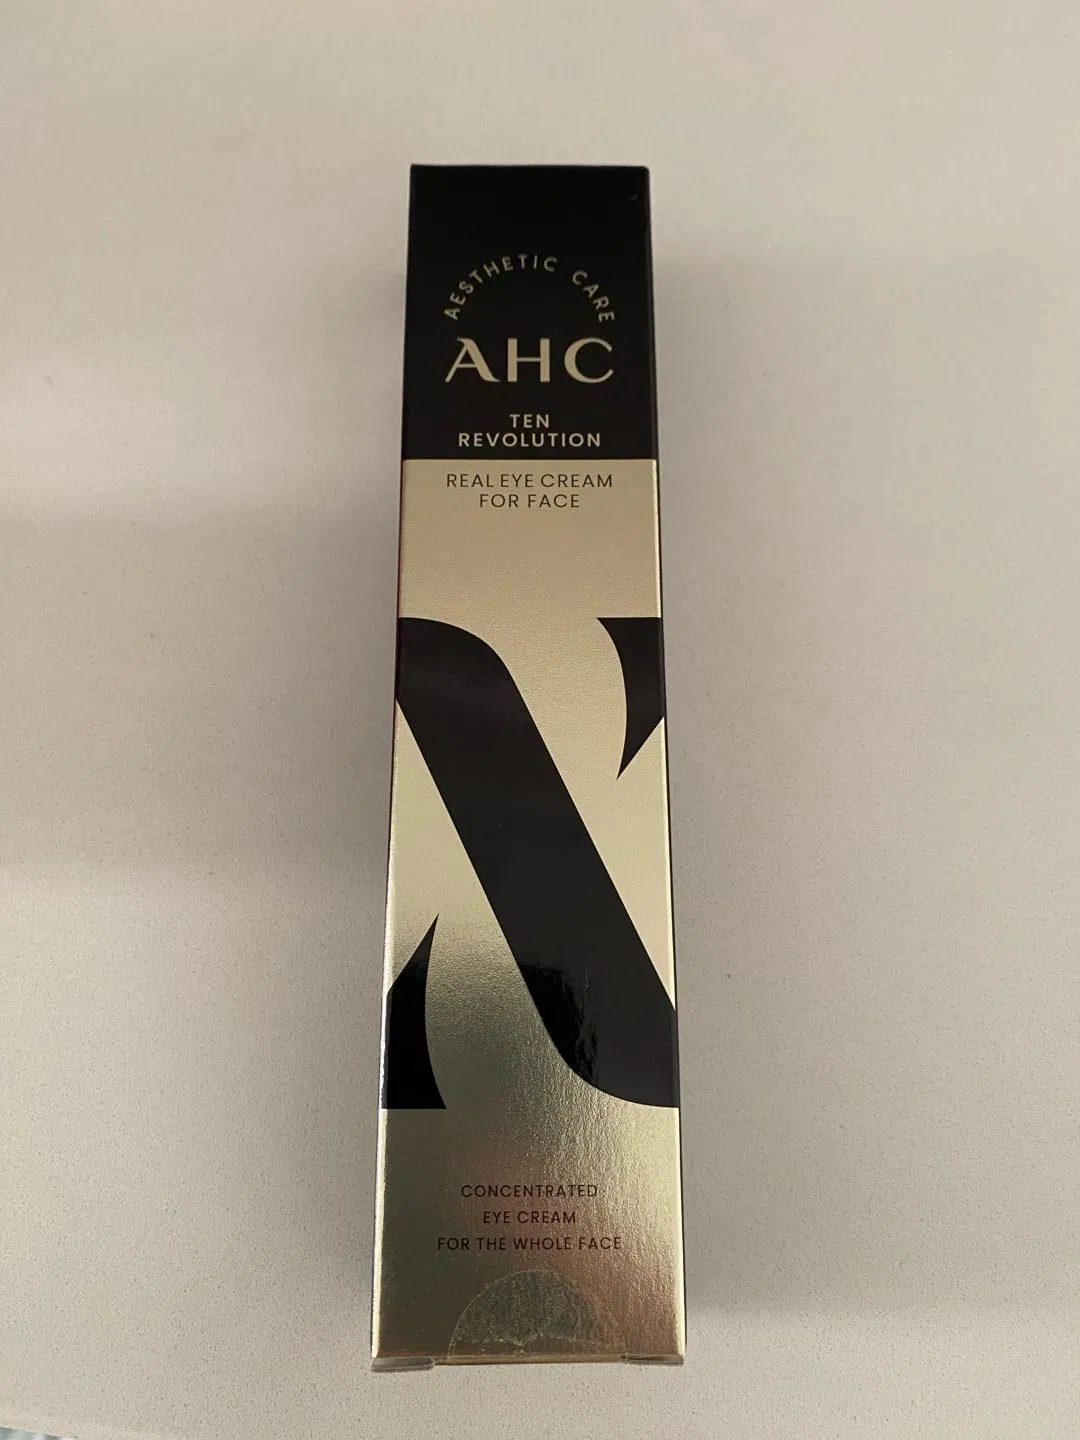 AESTHETIC CARE
AHC
TEN
REVOLUTION
REAL EYE CREAM
FOR FACE
CONCENTRATED
EYE CREAM
FOR THE WHOLE FACE